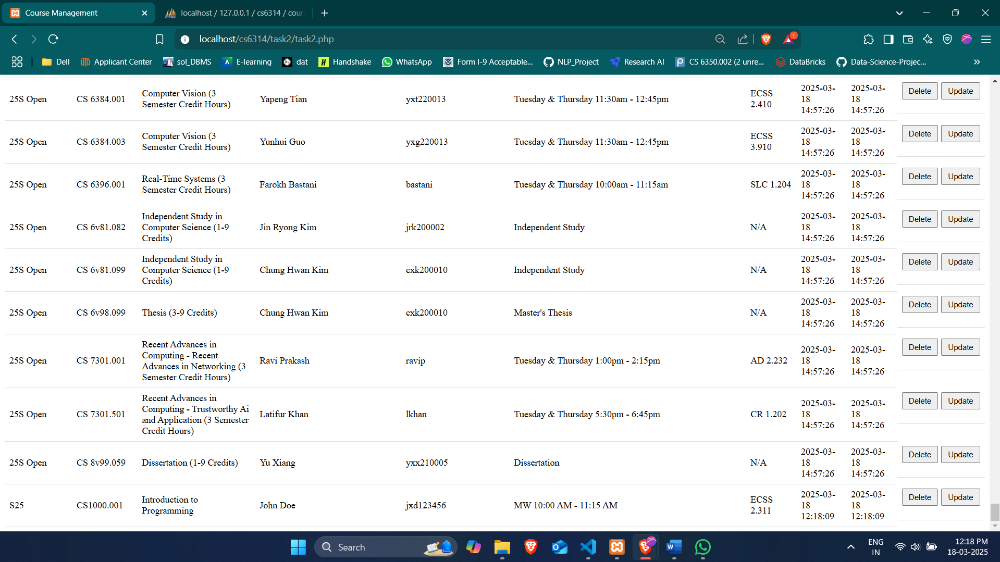 Course Management
localhost / 127.0.0.1 / cs6314 / cour
localhost/cs6314/task2/task2.php
1
Dell
Applicant Center
sol_DBMS
E-learning
dat
Handshake
WhatsApp
Form I-9 Acceptable...
NLP_Project
Research AI
CS 6350.002 (2 unre...
DataBricks
Data-Science-Projec...
25S Open CS 6384.001 Computer Vision (3 Semester Credit Hours) Yapeng Tian yxt220013 Tuesday & Thursday 11:30am - 12:45pm ECSS 2.410 2025-03-18 14:57:26 2025-03-18 14:57:26 Delete Update
25S Open CS 6384.003 Computer Vision (3 Semester Credit Hours) Yunhui Guo yxg220013 Tuesday & Thursday 11:30am - 12:45pm ECSS 3.910 2025-03-18 14:57:26 2025-03-18 14:57:26 Delete Update
25S Open CS 6396.001 Real-Time Systems (3 Semester Credit Hours) Farokh Bastani bastani Tuesday & Thursday 10:00am - 11:15am SLC 1.204 2025-03-18 14:57:26 2025-03-18 14:57:26 Delete Update
25S Open CS 6v81.082 Independent Study in Computer Science (1-9 Credits) Jin Ryong Kim jrk200002 Independent Study N/A 2025-03-18 14:57:26 2025-03-18 14:57:26 Delete Update
25S Open CS 6v81.099 Independent Study in Computer Science (1-9 Credits) Chung Hwan Kim cxk200010 Independent Study N/A 2025-03-18 14:57:26 2025-03-18 14:57:26 Delete Update
25S Open CS 6v98.099 Thesis (3-9 Credits) Chung Hwan Kim cxk200010 Master's Thesis N/A 2025-03-18 14:57:26 2025-03-18 14:57:26 Delete Update
25S Open CS 7301.001 Recent Advances in Computing - Recent Advances in Networking (3 Semester Credit Hours) Ravi Prakash ravip Tuesday & Thursday 1:00pm - 2:15pm AD 2.232 2025-03-18 14:57:26 2025-03-18 14:57:26 Delete Update
25S Open CS 7301.501 Recent Advances in Computing - Trustworthy Ai and Application (3 Semester Credit Hours) Latifur Khan lkhan Tuesday & Thursday 5:30pm - 6:45pm CR 1.202 2025-03-18 14:57:26 2025-03-18 14:57:26 Delete Update
25S Open CS 8v99.059 Dissertation (1-9 Credits) Yu Xiang yxx210005 Dissertation N/A 2025-03-18 14:57:26 2025-03-18 14:57:26 Delete Update
S25 CS1000.001 Introduction to Programming John Doe jxd123456 MW 10:00 AM - 11:15 AM ECSS 2.311 2025-03-18 12:18:09 2025-03-18 12:18:09 Delete Update
Search
ENG
IN
12:18 PM
18-03-2025